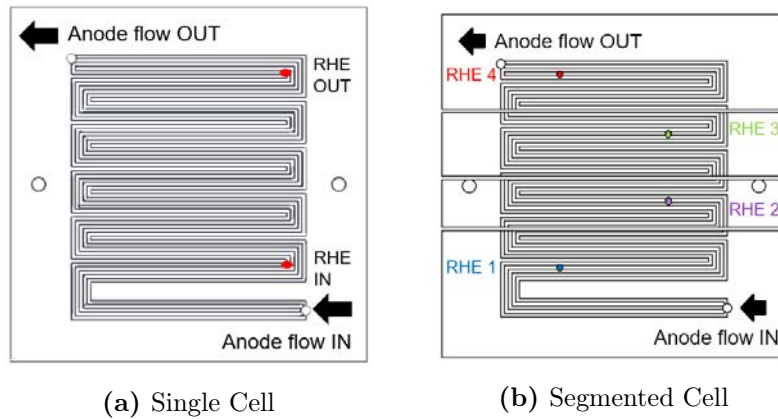 Anode flow OUT
RHE
OUT
RHE
IN
Anode flow IN
(a) Single Cell
Anode flow OUT
RHE 4
RHE 3
RHE 2
RHE 1
Anode flow IN
(b) Segmented Cell